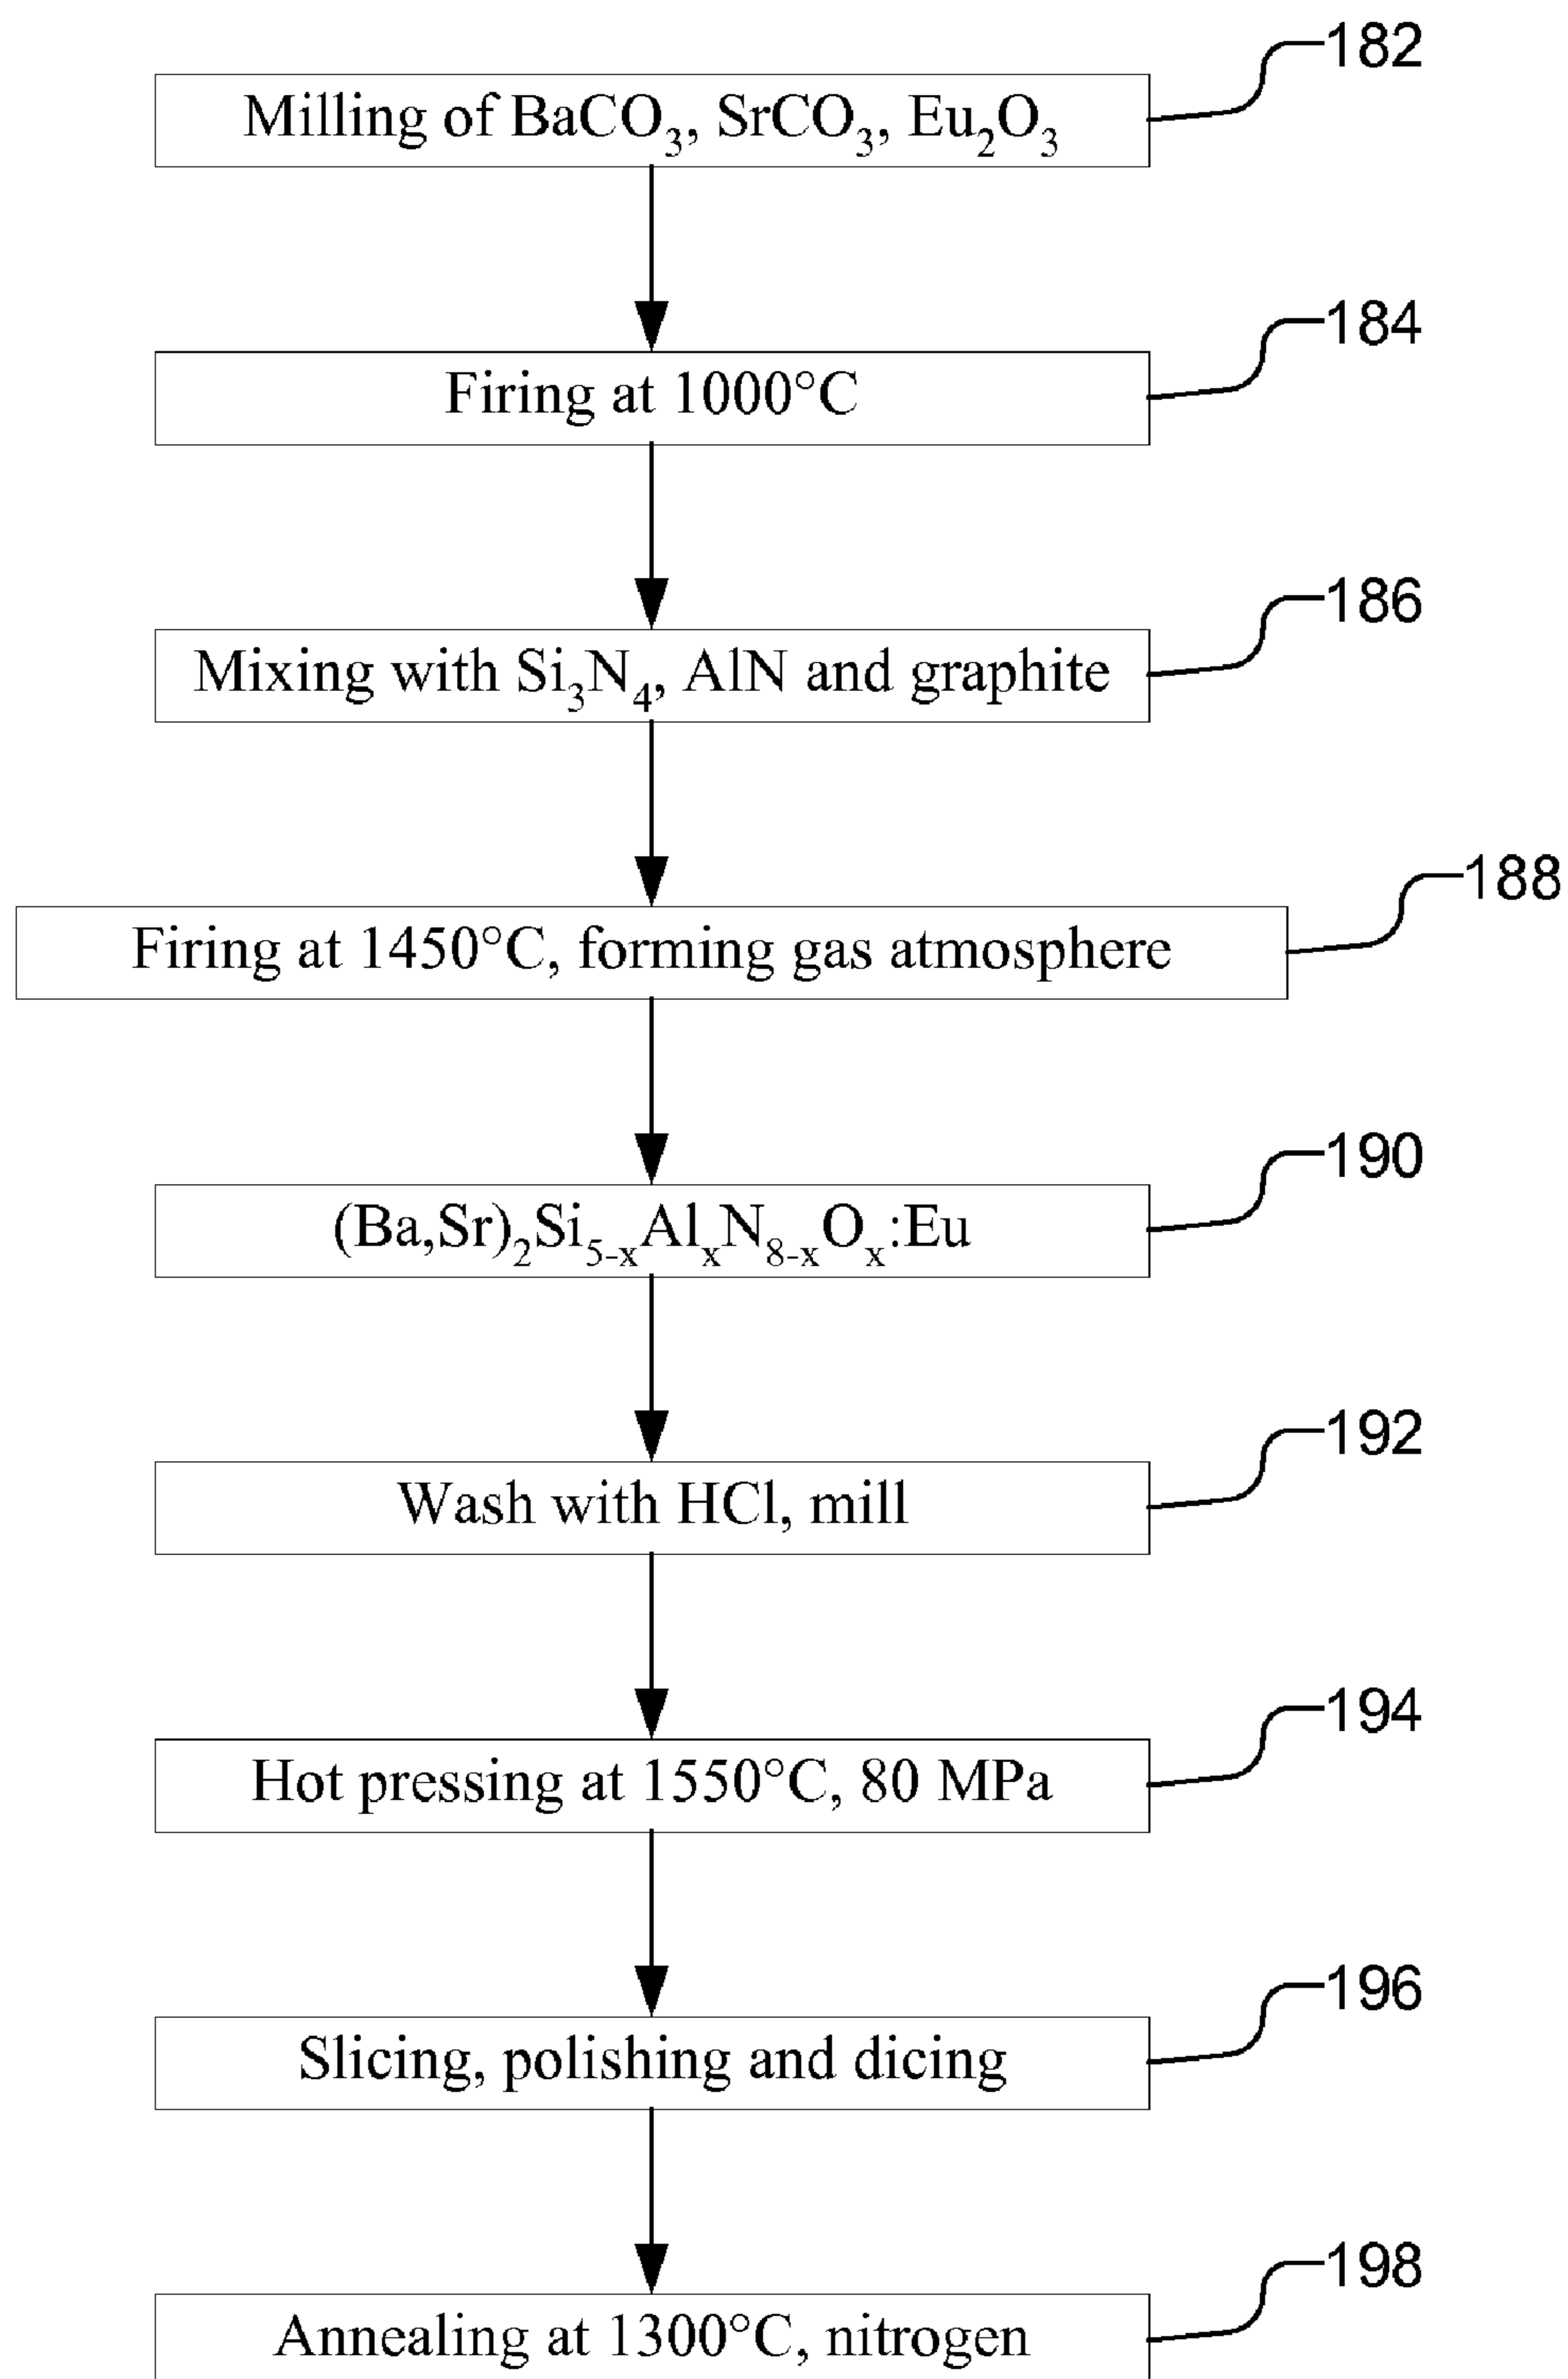 182
Milling of BaCO₃, SrCO₃, Eu₂O₃
184
Firing at 1000°C
186
Mixing with Si₃N₄, AlN and graphite
188
Firing at 1450°C, forming gas atmosphere
190
(Ba,Sr)₂Si₅₋ₓAlₓN₈₋ₓOₓ:Eu
192
Wash with HCl, mill
194
Hot pressing at 1550°C, 80 MPa
196
Slicing, polishing and dicing
198
Annealing at 1300°C, nitrogen